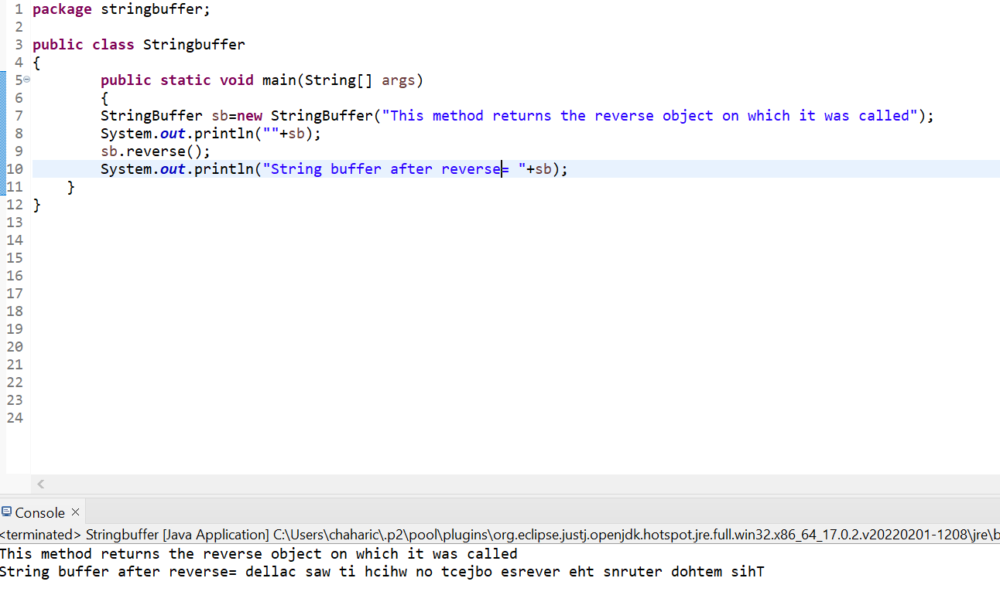 1 package stringbuffer;
2
3 public class Stringbuffer
4 {
5 public static void main(String[] args)
6 {
7 StringBuffer sb=new StringBuffer("This method returns the reverse object on which it was called");
8 System.out.println(""+sb);
9 sb.reverse();
10 System.out.println("String buffer after reverse= "+sb);
11 }
12 }
13
14
15
16
17
18
19
20
21
22
23
24
Console
<terminated> Stringbuffer [Java Application] C:\Users\chaharic\.p2\pool\plugins\org.eclipse.justj.openjdk.hotspot.jre.full.win32.x86_64_17.0.2.v20220201-1208\jre\b
This method returns the reverse object on which it was called
String buffer after reverse= dellac saw ti hcihw no tcejbo esrever eht snruter dohtem sihT